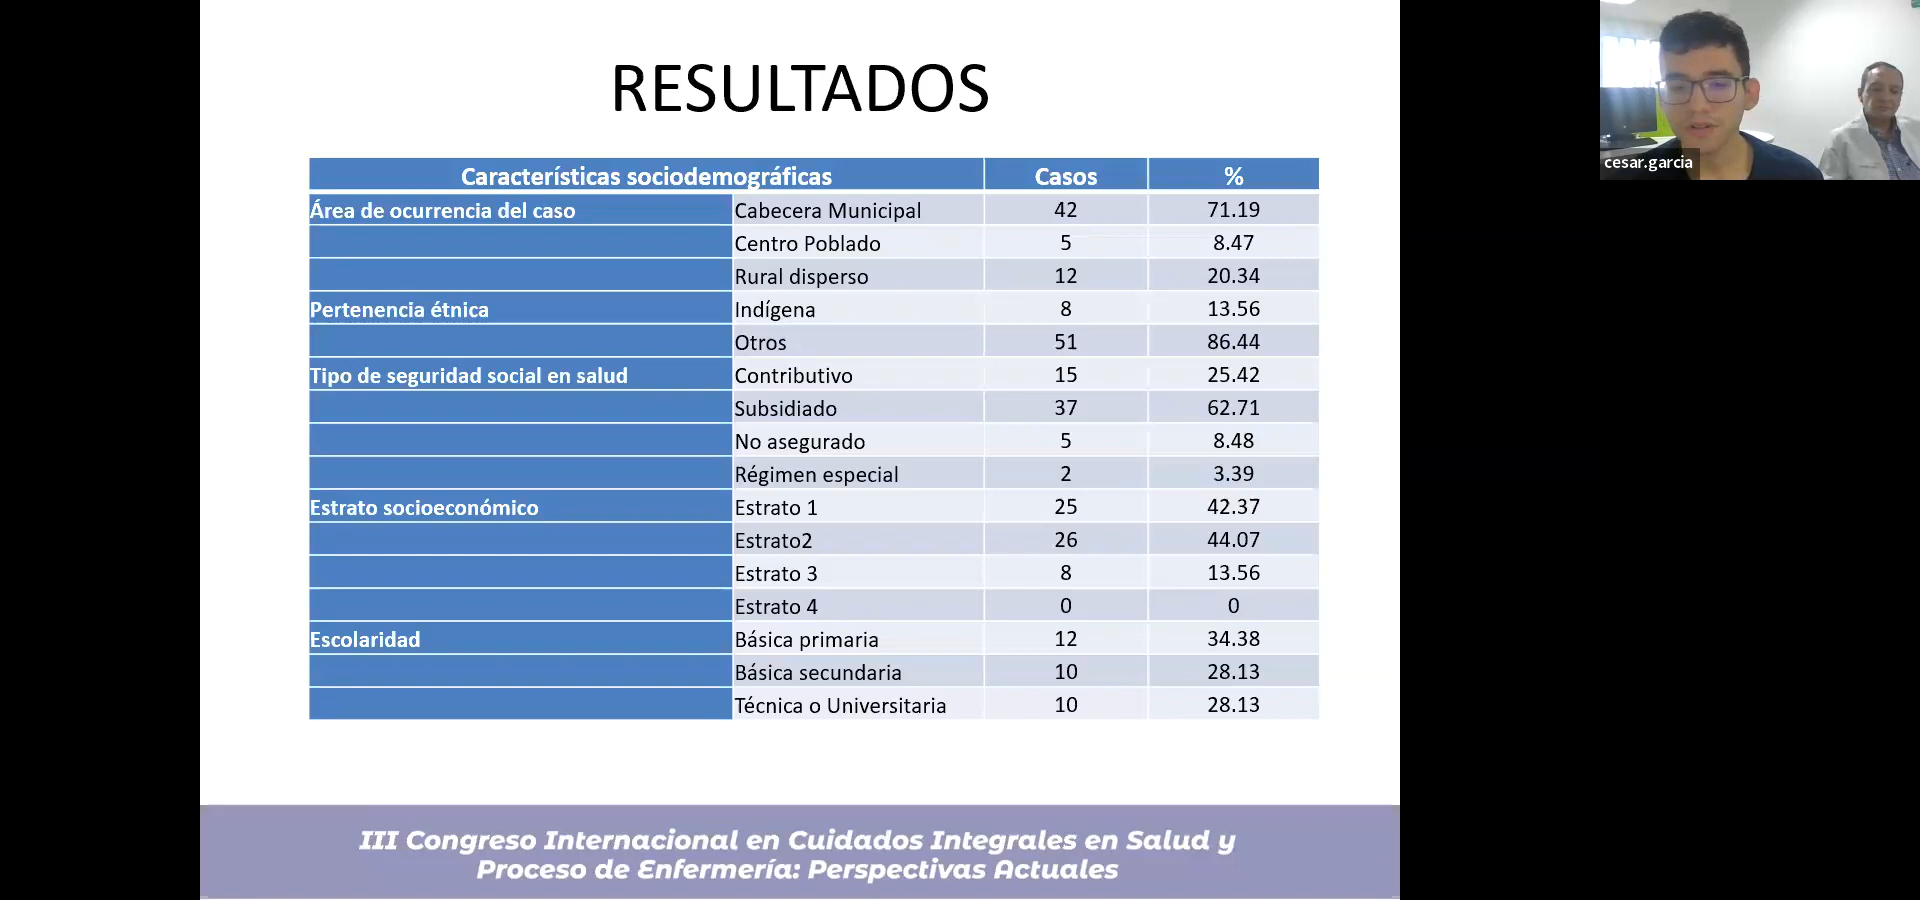 RESULTADOS
cesar.garcia
Características sociodemográficas Casos %
Área de ocurrencia del caso Cabecera Municipal 42 71.19
Centro Poblado 5 8.47
Rural disperso 12 20.34
Pertenencia étnica Indígena 8 13.56
Otros 51 86.44
Tipo de seguridad social en salud Contributivo 15 25.42
Subsidiado 37 62.71
No asegurado 5 8.48
Régimen especial 2 3.39
Estrato socioeconómico Estrato 1 25 42.37
Estrato2 26 44.07
Estrato 3 8 13.56
Estrato 4 0 0
Escolaridad Básica primaria 12 34.38
Básica secundaria 10 28.13
Técnica o Universitaria 10 28.13
III Congreso Internacional en Cuidados Integrales en Salud y
Proceso de Enfermería: Perspectivas Actuales